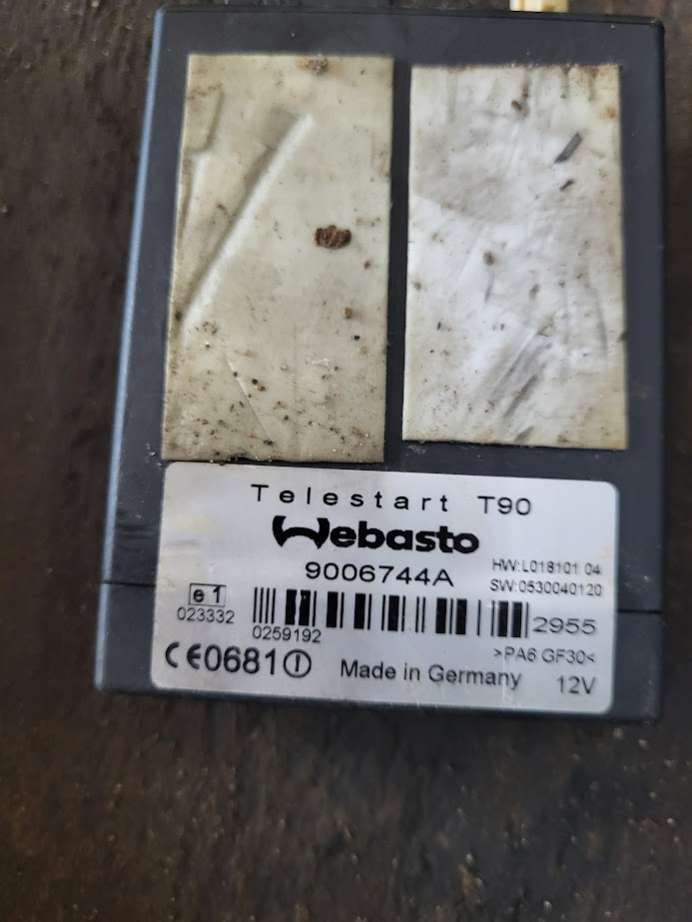 Telestart T90
Webasto
9006744A
HW:L018101 04
SW:0530040120
e1
023332
0259192
2955
>PA6 GF30<
CE0681
Made in Germany
12V